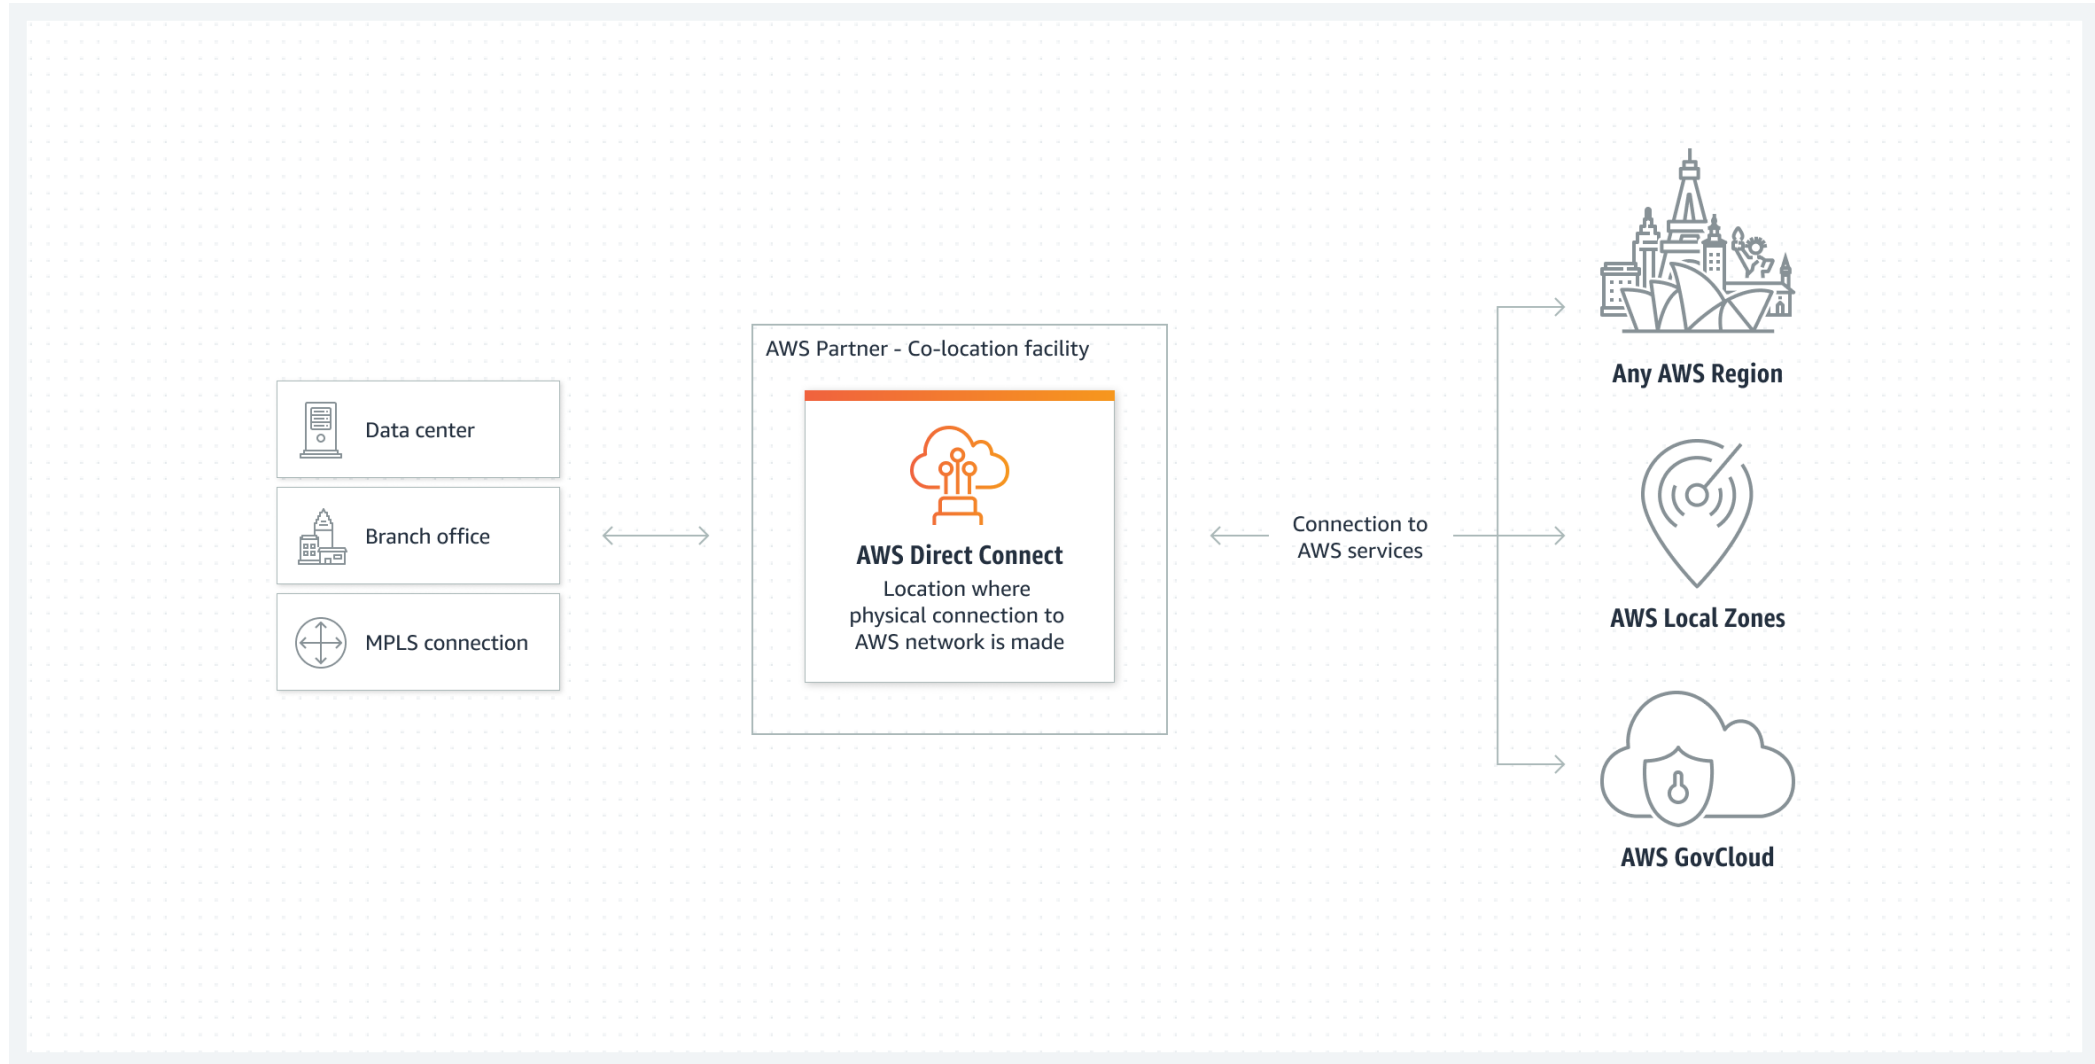 Data center
Branch office
MPLS connection
AWS Partner - Co-location facility
AWS Direct Connect
Location where
physical connection to
AWS network is made
Connection to
AWS services
Any AWS Region
AWS Local Zones
AWS GovCloud